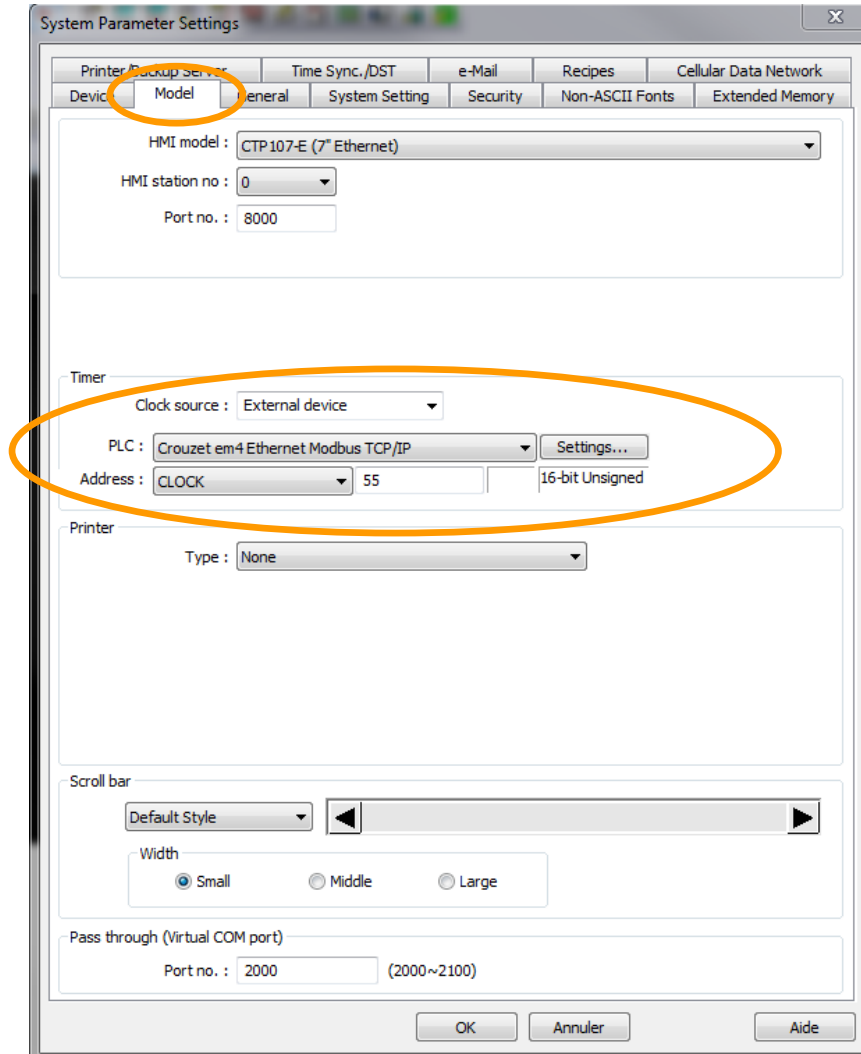 System Parameter Settings
Printer/Backup Server Time Sync./DST e-Mail Recipes Cellular Data Network
Device Model General System Setting Security Non-ASCII Fonts Extended Memory
HMI model : CTP107-E (7" Ethernet)
HMI station no : 0
Port no. : 8000
Timer
Clock source : External device
PLC : Crouzet em4 Ethernet Modbus TCP/IP Settings...
Address : CLOCK 55 16-bit Unsigned
Printer
Type : None
Scroll bar
Default Style
Width
Small Middle Large
Pass through (Virtual COM port)
Port no. : 2000 (2000~2100)
OK Annuler Aide